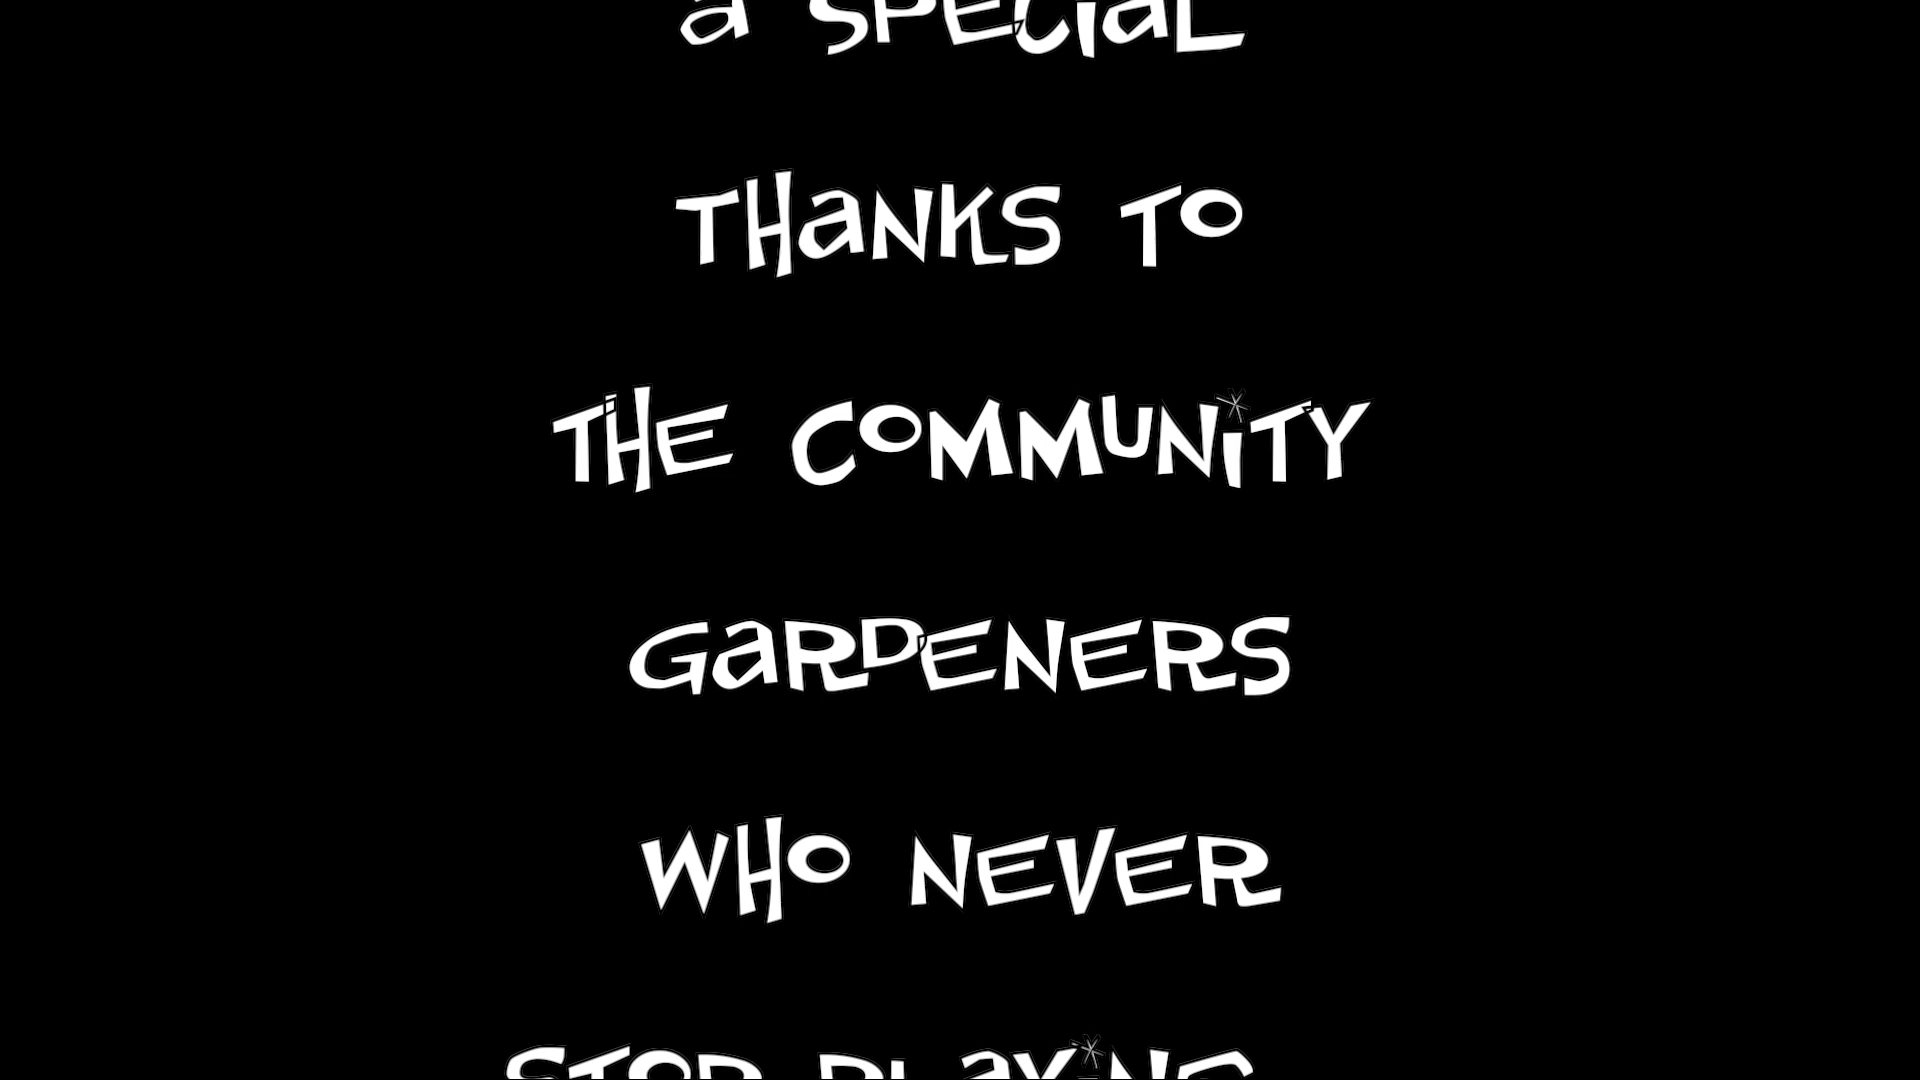 a SPECiaL
THaNKS TO
THE COMMUNiTY
GaRDENERS
WHO NEVER
STOP PLaYiNG